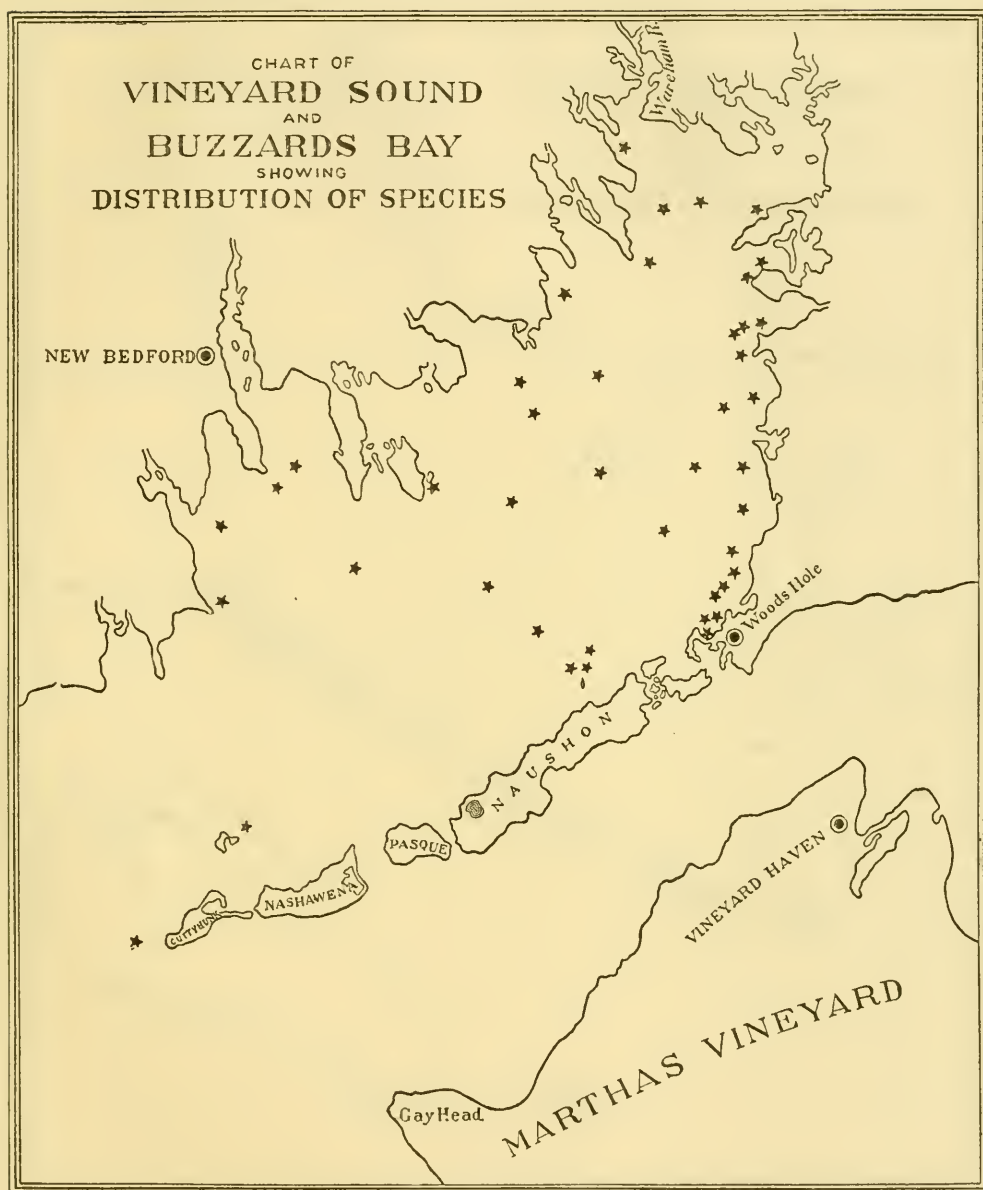 CHART OF
VINEYARD SOUND
AND
BUZZARDS BAY
SHOWING
DISTRIBUTION OF SPECIES
Wareham R.
NEW BEDFORD
Woods Hole
NAUSHON
PASQUE
NASHAWENA
CUTTYHUNK
VINEYARD HAVEN
MARTHAS VINEYARD
Gay Head